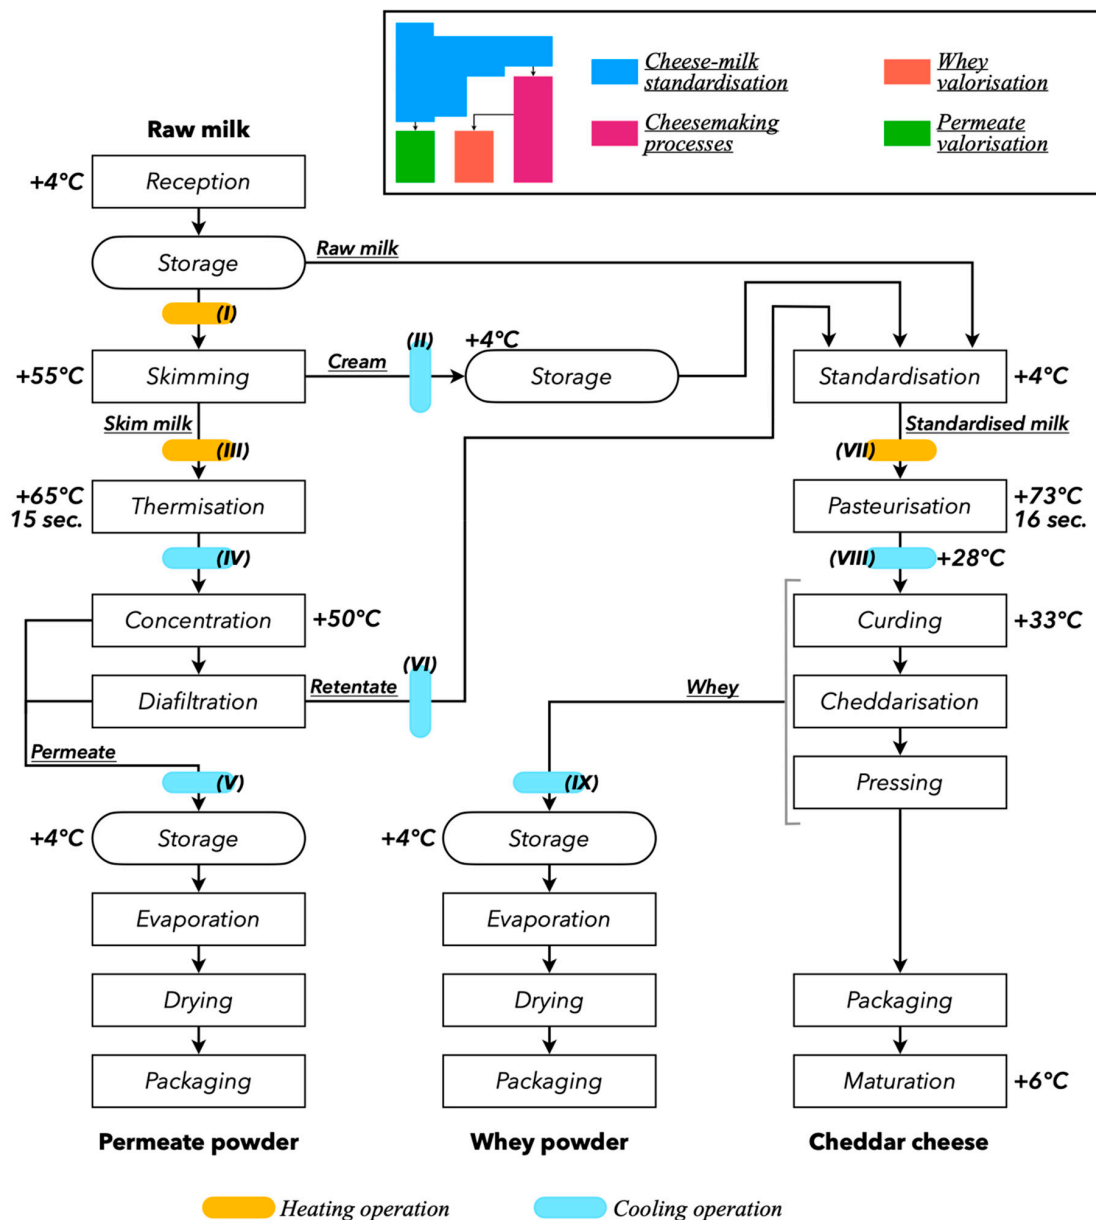 Cheese-milk
standardisation
Whey
valorisation
Cheesemaking
processes
Permeate
valorisation
Raw milk
+4°C
Reception
Storage
Raw milk
(I)
+55°C
Skimming
Cream
(II)
+4°C
Storage
Standardisation
+4°C
Skim milk
(III)
Standardised milk
(VII)
+65°C
15 sec.
Thermisation
Pasteurisation
+73°C
16 sec.
(IV)
(VIII)
+28°C
Concentration
+50°C
Curding
+33°C
Diafiltration
Retentate
(VI)
Whey
Cheddarisation
Permeate
(V)
(IX)
Pressing
+4°C
Storage
+4°C
Storage
Evaporation
Evaporation
Drying
Drying
Packaging
Packaging
Packaging
Maturation
+6°C
Permeate powder
Whey powder
Cheddar cheese
Heating operation
Cooling operation